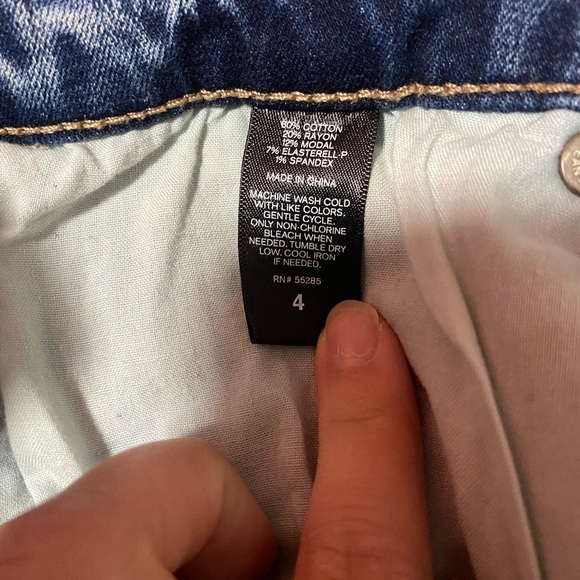 60% COTTON
20% RAYON
12% MODAL
7% ELASTERELL-P
1% SPANDEX
MADE IN CHINA
MACHINE WASH COLD
WITH LIKE COLORS.
GENTLE CYCLE.
ONLY NON-CHLORINE
BLEACH WHEN
NEEDED. TUMBLE DRY
LOW. COOL IRON
IF NEEDED.
RN# 55285
4